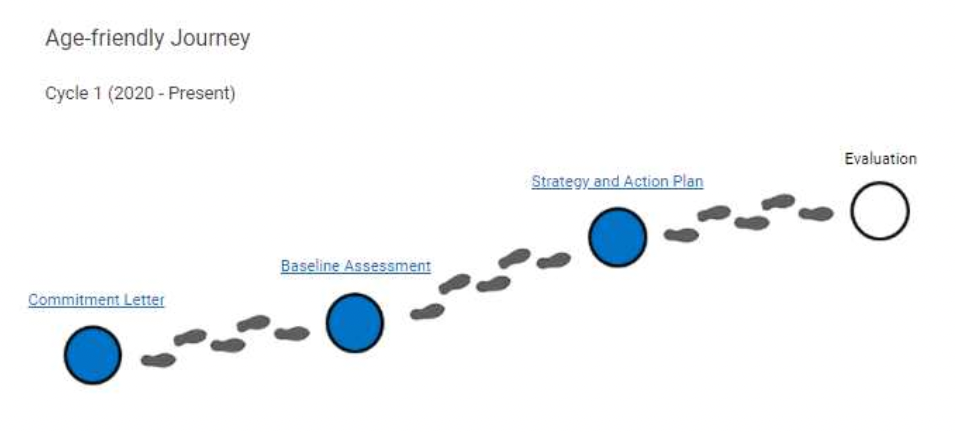 Age-friendly Journey
Cycle 1 (2020 - Present)
Evaluation
Strategy and Action Plan
Baseline Assessment
Commitment Letter